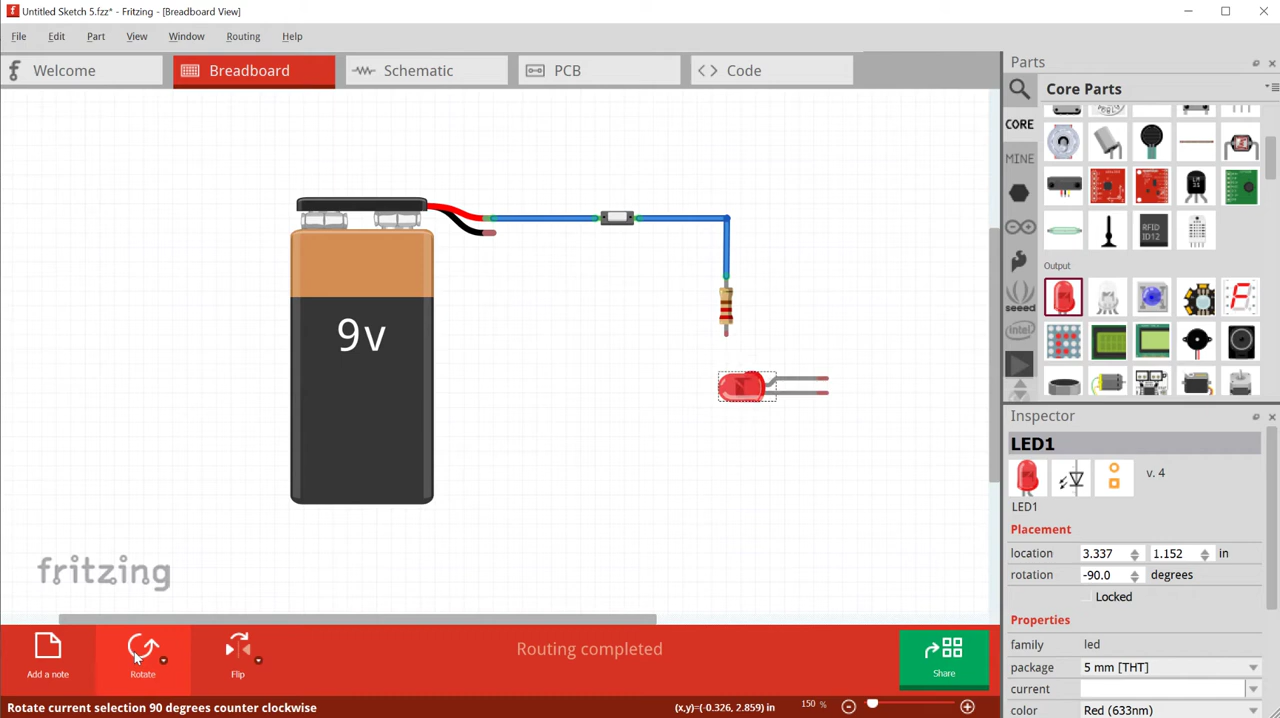 Untitled Sketch 5.fzz* - Fritzing - [Breadboard View]
File Edit Part View Window Routing Help
Welcome Breadboard Schematic PCB Code
Parts
Core Parts
CORE
MINE
RFID
ID12
Output
seeed
intel
9v
fritzing
Inspector
LED1
v. 4
LED1
Placement
location 3.337 1.152 in
rotation -90.0 degrees
Locked
Properties
family led
package 5 mm [THT]
current
color Red (633nm)
Add a note Rotate Flip
Routing completed
Share
Rotate current selection 90 degrees counter clockwise
(x,y)=(-0.326, 2.859) in
150 %